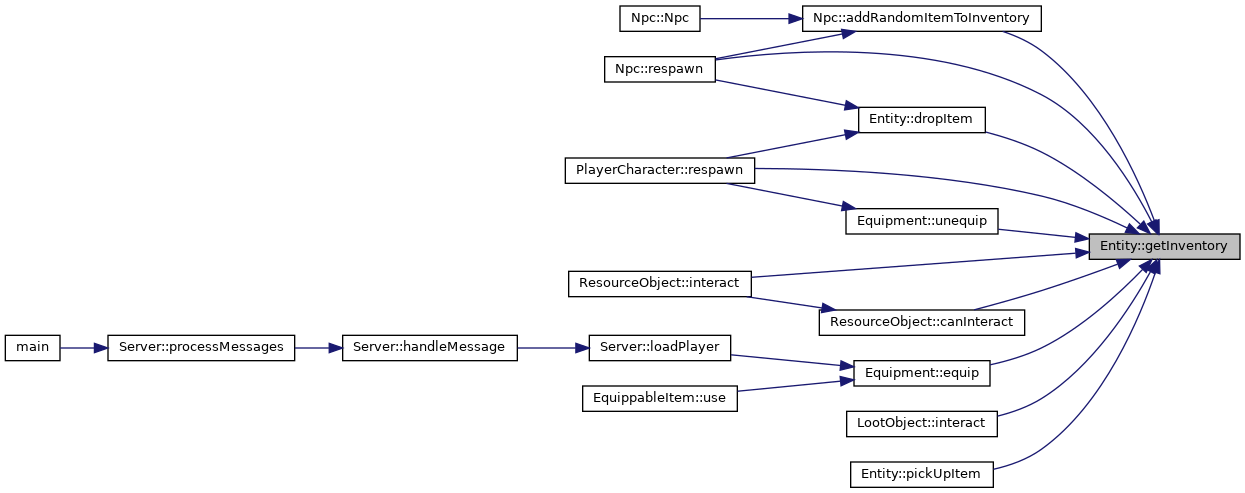 Npc::Npc
Npc::addRandomItemToInventory
Npc::respawn
Entity::dropItem
PlayerCharacter::respawn
Equipment::unequip
Entity::getInventory
ResourceObject::interact
ResourceObject::canInteract
main
Server::processMessages
Server::handleMessage
Server::loadPlayer
Equipment::equip
EquippableItem::use
LootObject::interact
Entity::pickUpItem